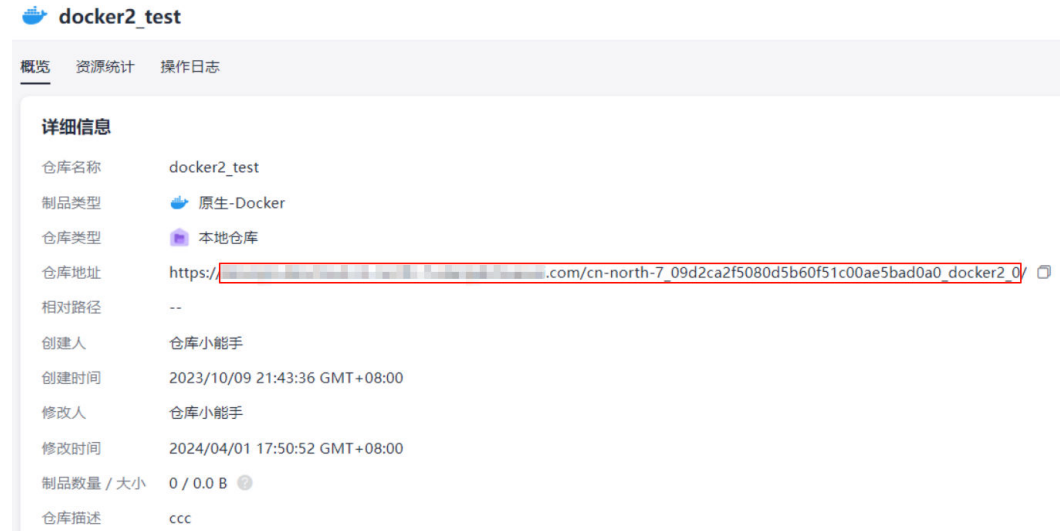 docker2_test
概览 资源统计 操作日志
详细信息
仓库名称 docker2_test
制品类型 原生-Docker
仓库类型 本地仓库
仓库地址 https:// .com/cn-north-7_09d2ca2f5080d5b60f51c00ae5bad0a0_docker2_0/
相对路径 --
创建人 仓库小能手
创建时间 2023/10/09 21:43:36 GMT+08:00
修改人 仓库小能手
修改时间 2024/04/01 17:50:52 GMT+08:00
制品数量 / 大小 0 / 0.0 B ?
仓库描述 ccc